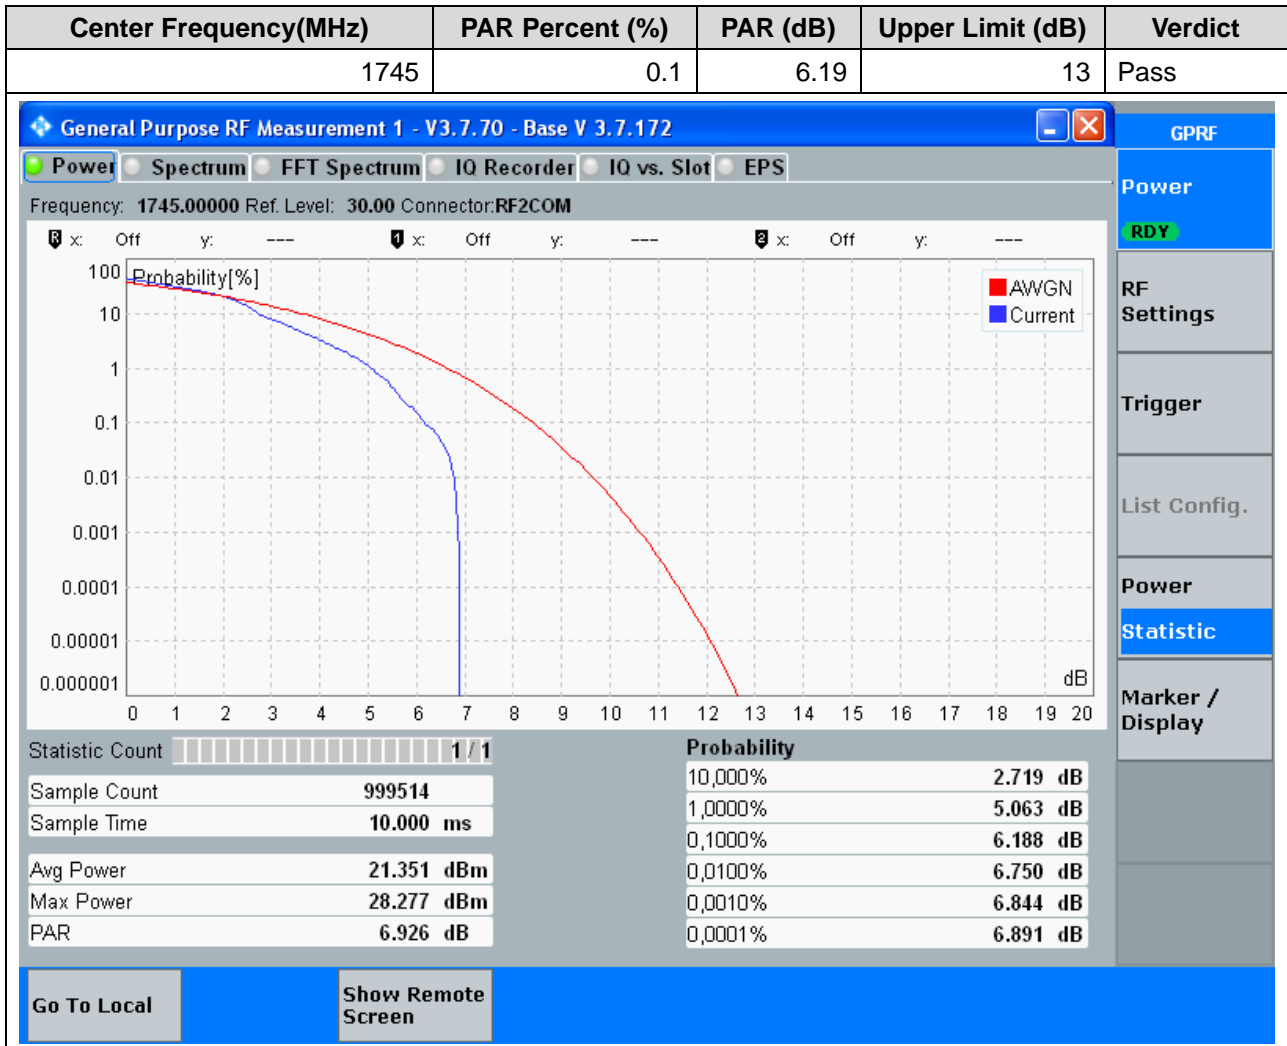 Center Frequency(MHz) PAR Percent (%) PAR (dB) Upper Limit (dB) Verdict
1745 0.1 6.19 13 Pass
General Purpose RF Measurement 1 - V3.7.70 - Base V 3.7.172
GPRF
Power Spectrum FFT Spectrum IQ Recorder IQ vs. Slot EPS
Frequency: 1745.00000 Ref. Level: 30.00 Connector:RF2COM
R x: Off y: --- 1 x: Off y: --- 2 x: Off y: ---
Probability[%]
AWGN
Current
100
10
1
0.1
0.01
0.001
0.0001
0.00001
0.000001
dB
0 1 2 3 4 5 6 7 8 9 10 11 12 13 14 15 16 17 18 19 20
Statistic Count 1 / 1
Sample Count 999514
Sample Time 10.000 ms
Avg Power 21.351 dBm
Max Power 28.277 dBm
PAR 6.926 dB
Probability
10,000% 2.719 dB
1,0000% 5.063 dB
0,1000% 6.188 dB
0,0100% 6.750 dB
0,0010% 6.844 dB
0,0001% 6.891 dB
Power
RDY
RF
Settings
Trigger
List Config.
Power
Statistic
Marker /
Display
Go To Local
Show Remote
Screen